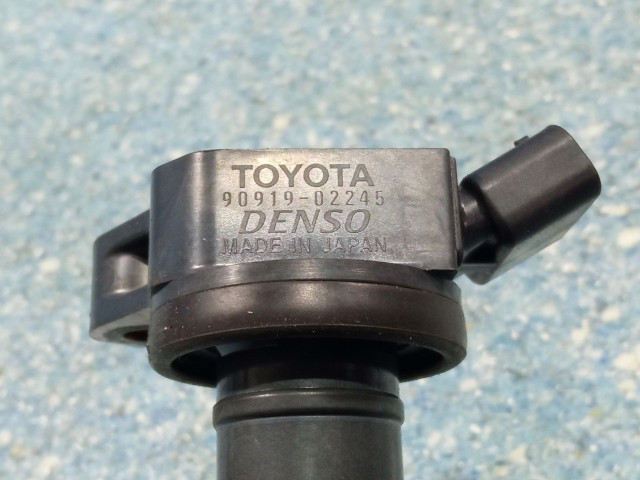 TOYOTA
90919-02245
DENSO
MADE IN JAPAN